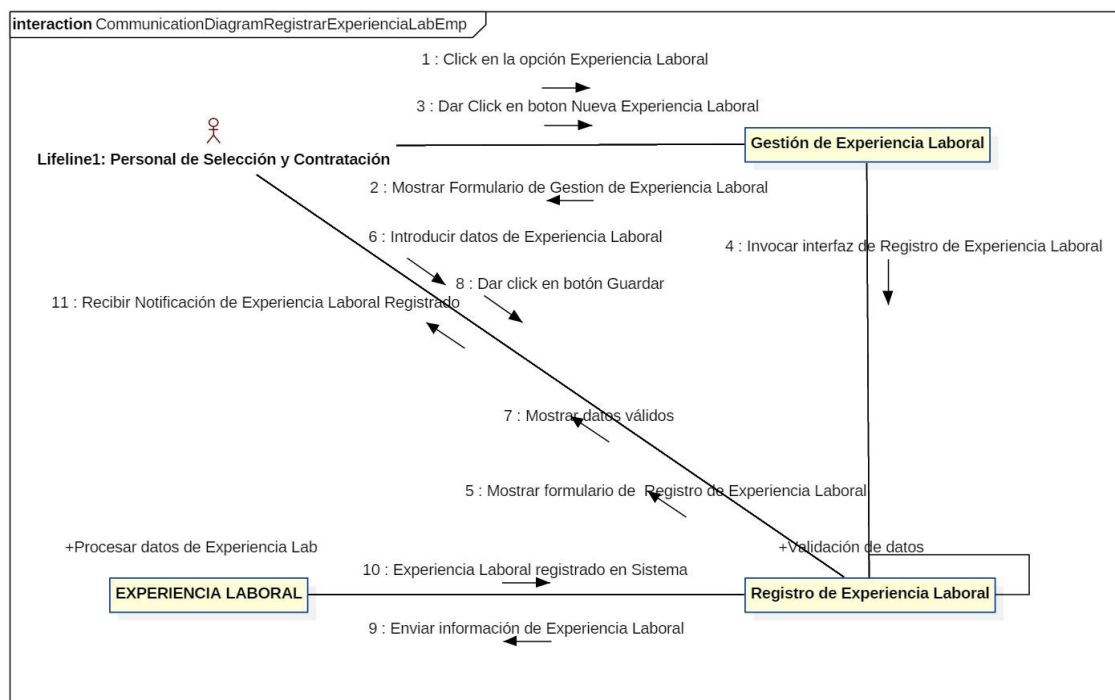 interaction CommunicationDiagramRegistrarExperienciaLabEmp
1 : Click en la opción Experiencia Laboral
3 : Dar Click en boton Nueva Experiencia Laboral
Lifeline1: Personal de Selección y Contratación
Gestión de Experiencia Laboral
2 : Mostrar Formulario de Gestion de Experiencia Laboral
6 : Introducir datos de Experiencia Laboral
4 : Invocar interfaz de Registro de Experiencia Laboral
8 : Dar click en botón Guardar
11 : Recibir Notificación de Experiencia Laboral Registrado
7 : Mostrar datos válidos
5 : Mostrar formulario de  Registro de Experiencia Laboral
+Procesar datos de Experiencia Lab
+Validación de datos
10 : Experiencia Laboral registrado en Sistema
EXPERIENCIA LABORAL
Registro de Experiencia Laboral
9 : Enviar información de Experiencia Laboral